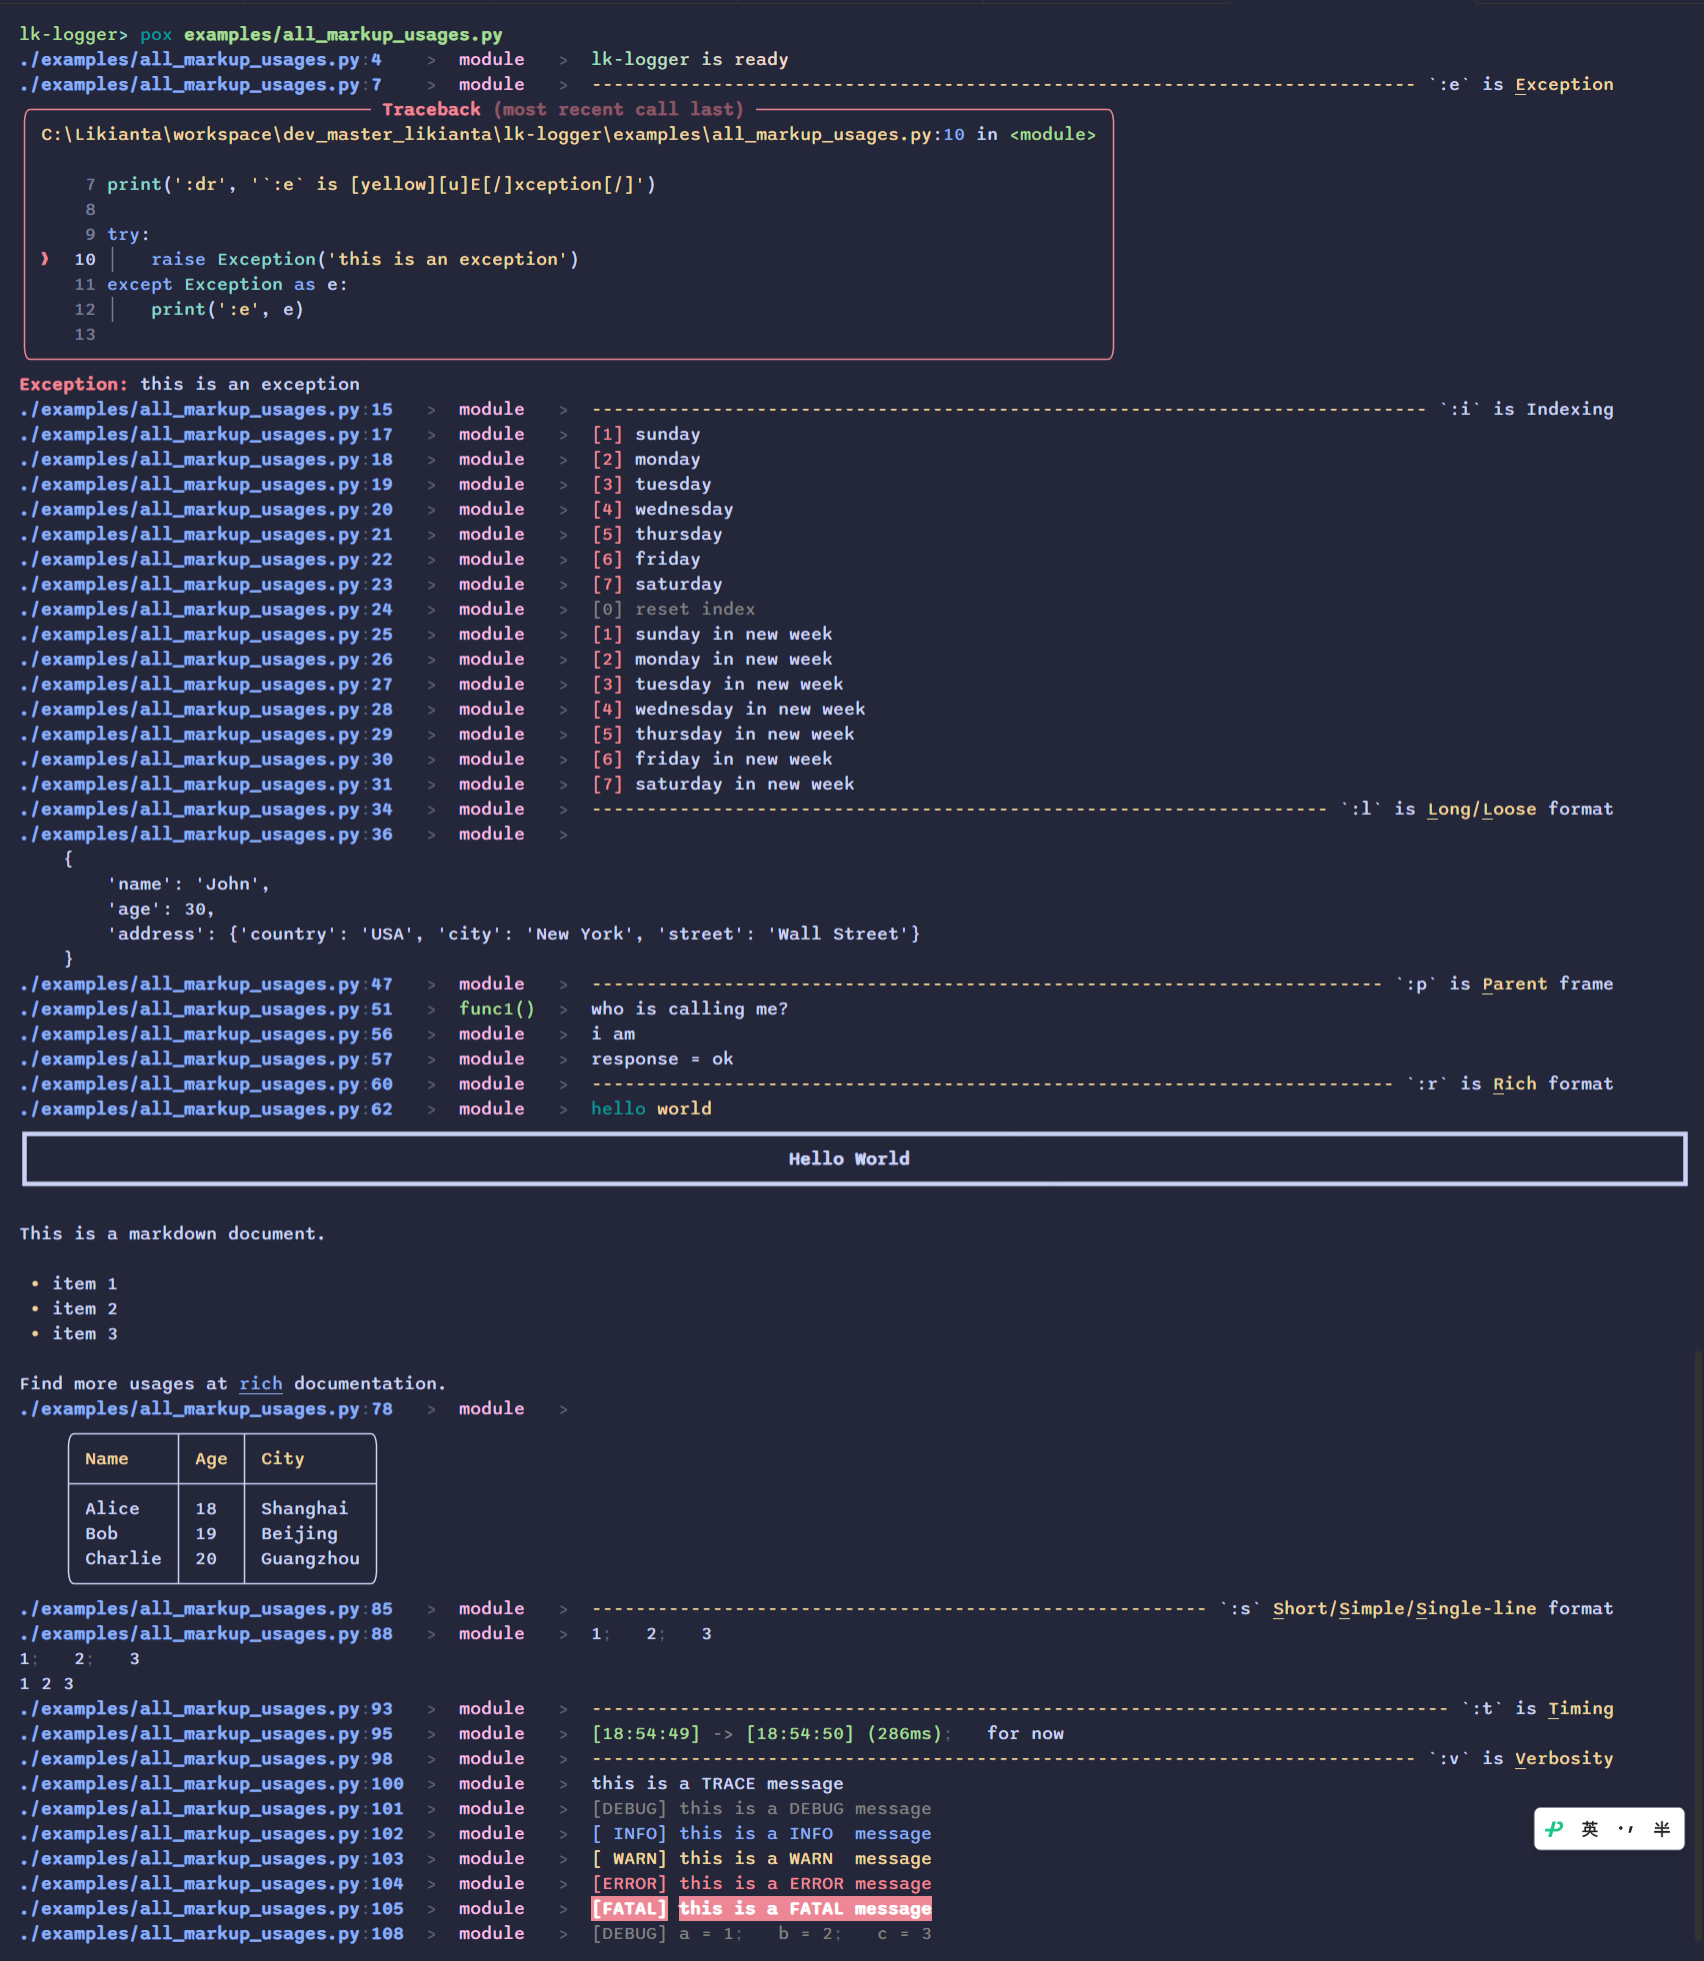 lk-logger> pox examples/all_markup_usages.py
./examples/all_markup_usages.py:4 > module > lk-logger is ready
./examples/all_markup_usages.py:7 > module > --------------------------------------------------------------------------- `:e` is Exception
Traceback (most recent call last)
C:\Likianta\workspace\dev_master_likianta\lk-logger\examples\all_markup_usages.py:10 in <module>
7 print(':dr', '`:e` is [yellow][u]E[/]xception[/]')
8
9 try:
❱ 10 │   raise Exception('this is an exception')
11 except Exception as e:
12 │   print(':e', e)
13
Exception: this is an exception
./examples/all_markup_usages.py:15 > module > ---------------------------------------------------------------------------- `:i` is Indexing
./examples/all_markup_usages.py:17 > module > [1] sunday
./examples/all_markup_usages.py:18 > module > [2] monday
./examples/all_markup_usages.py:19 > module > [3] tuesday
./examples/all_markup_usages.py:20 > module > [4] wednesday
./examples/all_markup_usages.py:21 > module > [5] thursday
./examples/all_markup_usages.py:22 > module > [6] friday
./examples/all_markup_usages.py:23 > module > [7] saturday
./examples/all_markup_usages.py:24 > module > [0] reset index
./examples/all_markup_usages.py:25 > module > [1] sunday in new week
./examples/all_markup_usages.py:26 > module > [2] monday in new week
./examples/all_markup_usages.py:27 > module > [3] tuesday in new week
./examples/all_markup_usages.py:28 > module > [4] wednesday in new week
./examples/all_markup_usages.py:29 > module > [5] thursday in new week
./examples/all_markup_usages.py:30 > module > [6] friday in new week
./examples/all_markup_usages.py:31 > module > [7] saturday in new week
./examples/all_markup_usages.py:34 > module > ------------------------------------------------------------------- `:l` is Long/Loose format
./examples/all_markup_usages.py:36 > module >
{
'name': 'John',
'age': 30,
'address': {'country': 'USA', 'city': 'New York', 'street': 'Wall Street'}
}
./examples/all_markup_usages.py:47 > module > ------------------------------------------------------------------------ `:p` is Parent frame
./examples/all_markup_usages.py:51 > func1() > who is calling me?
./examples/all_markup_usages.py:56 > module > i am
./examples/all_markup_usages.py:57 > module > response = ok
./examples/all_markup_usages.py:60 > module > ------------------------------------------------------------------------- `:r` is Rich format
./examples/all_markup_usages.py:62 > module > hello world
Hello World
This is a markdown document.
• item 1
• item 2
• item 3
Find more usages at rich documentation.
./examples/all_markup_usages.py:78 > module >
Name Age City
Alice 18 Shanghai
Bob 19 Beijing
Charlie 20 Guangzhou
./examples/all_markup_usages.py:85 > module > -------------------------------------------------------- `:s` Short/Simple/Single-line format
./examples/all_markup_usages.py:88 > module > 1;   2;   3
1;   2;   3
1 2 3
./examples/all_markup_usages.py:93 > module > ------------------------------------------------------------------------------ `:t` is Timing
./examples/all_markup_usages.py:95 > module > [18:54:49] -> [18:54:50] (286ms);   for now
./examples/all_markup_usages.py:98 > module > --------------------------------------------------------------------------- `:v` is Verbosity
./examples/all_markup_usages.py:100 > module > this is a TRACE message
./examples/all_markup_usages.py:101 > module > [DEBUG] this is a DEBUG message
./examples/all_markup_usages.py:102 > module > [ INFO] this is a INFO  message
./examples/all_markup_usages.py:103 > module > [ WARN] this is a WARN  message
./examples/all_markup_usages.py:104 > module > [ERROR] this is a ERROR message
./examples/all_markup_usages.py:105 > module > [FATAL] this is a FATAL message
./examples/all_markup_usages.py:108 > module > [DEBUG] a = 1;   b = 2;   c = 3
英 半